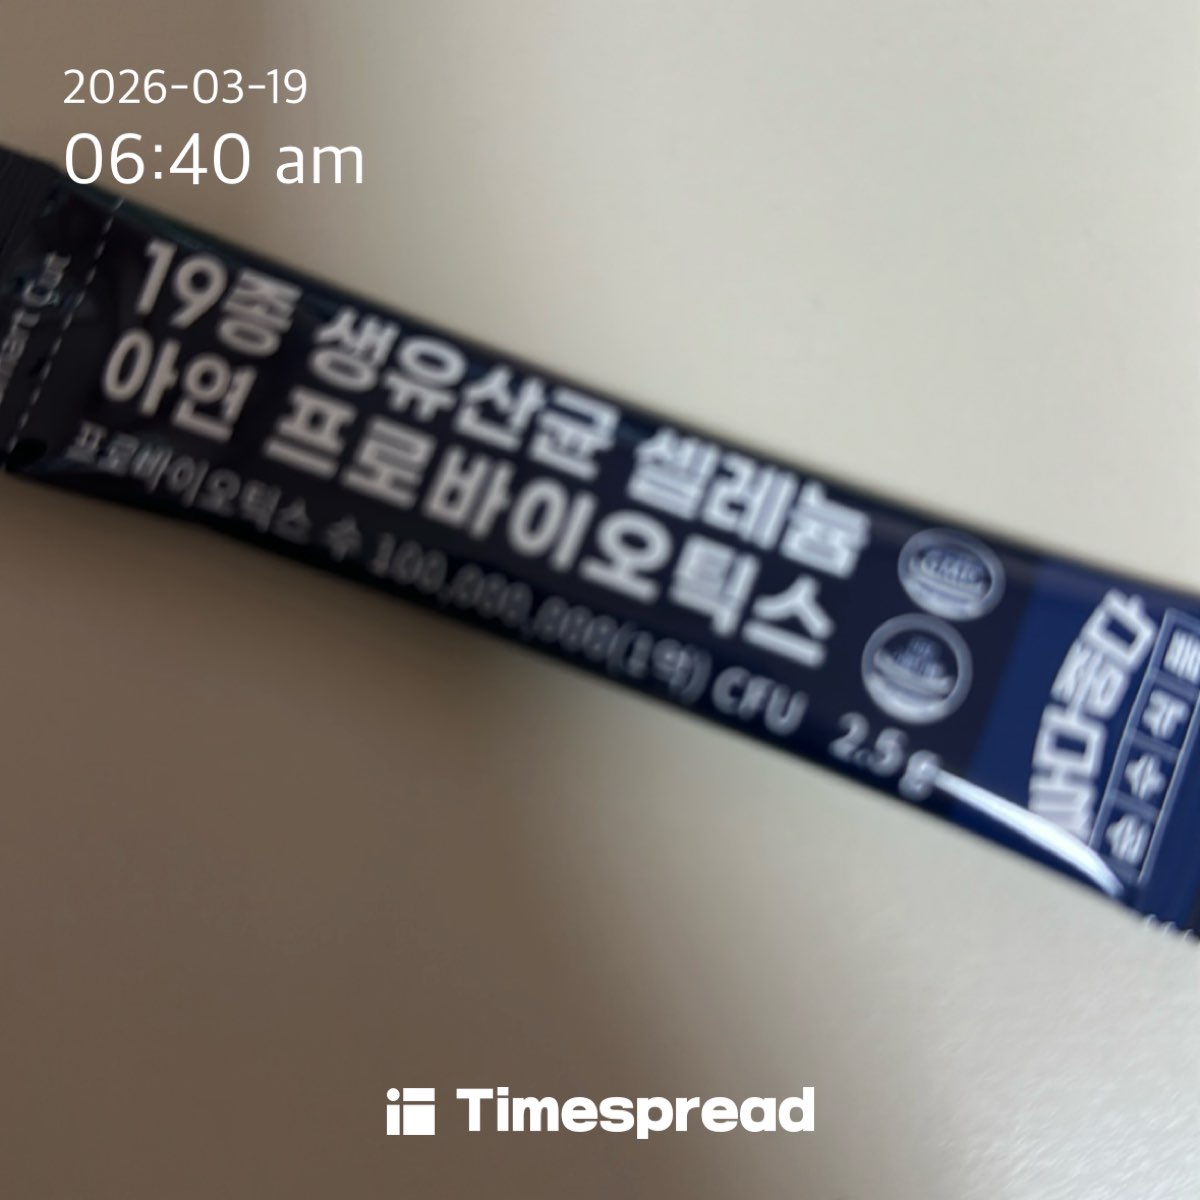 2026-03-19
06:40 am
19종 생유산균 셀레늄
아연 프로바이오틱스
프로바이오틱스 수 100,000,000(1억) CFU 2.5 g
Timespread